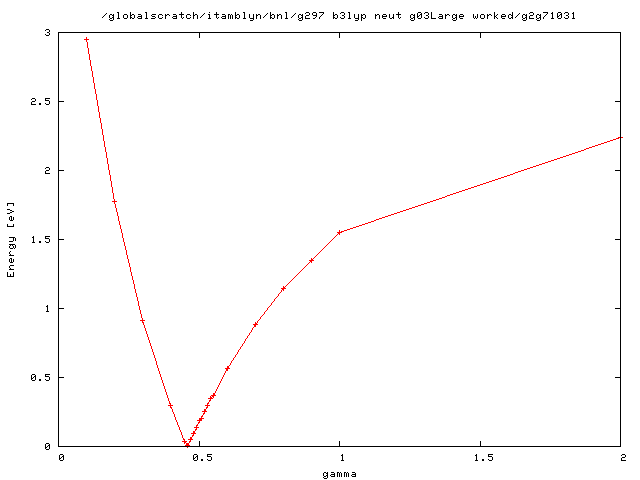 /globalscratch/itamblyn/bnl/g297 b3lyp neut g03Large worked/g2g71031
3
2.5
2
1.5
1
0.5
0
Energy [eV]
0 0.5 1 1.5 2
gamma